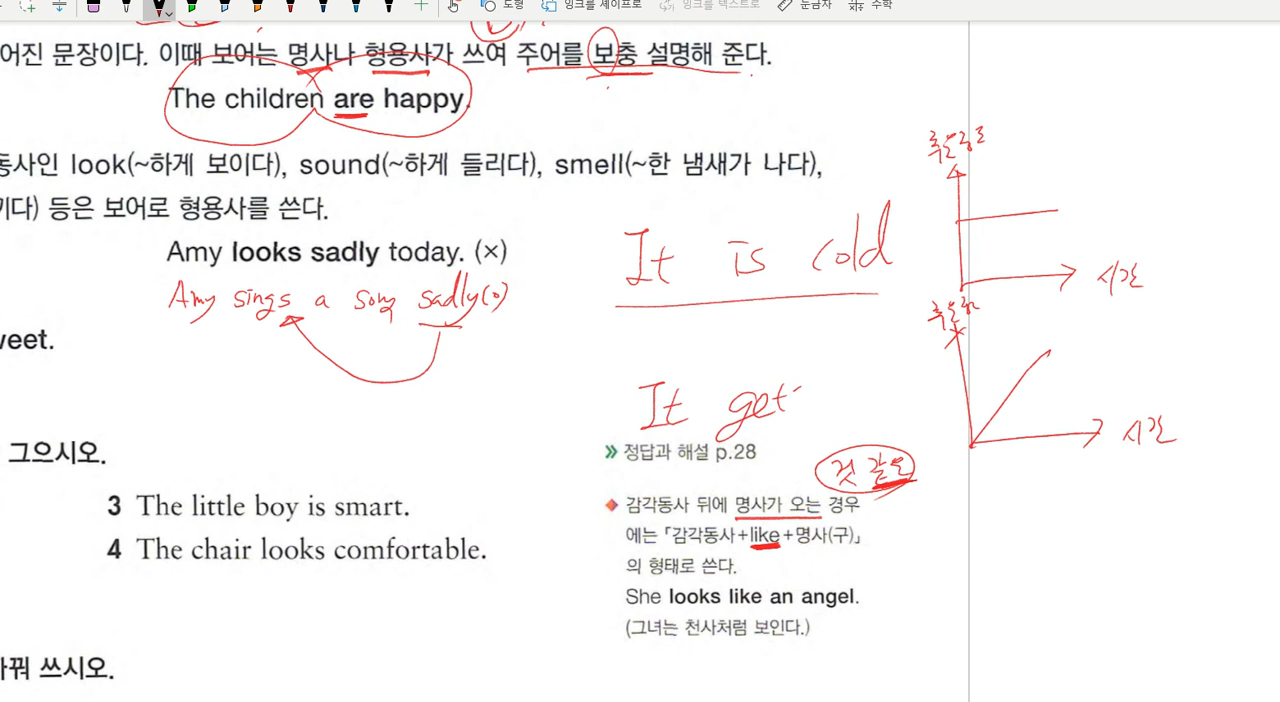 도형 잉크를 셰이프로 잉크를 텍스트로 눈금자 수학
어진 문장이다. 이때 보어는 명사나 형용사가 쓰여 주어를 보충 설명해 준다.
The children are happy.
동사인 look(~하게 보이다), sound(~하게 들리다), smell(~한 냄새가 나다),
끼다) 등은 보어로 형용사를 쓴다.
Amy looks sadly today. (×)
Amy sings a song sadly(o)
weet.
It is cold
시간
It get
시간
그으시오.
3 The little boy is smart.
4 The chair looks comfortable.
» 정답과 해설 p.28
것 같은
감각동사 뒤에 명사가 오는 경우
에는 「감각동사+like+명사(구)」
의 형태로 쓴다.
She looks like an angel.
(그녀는 천사처럼 보인다.)
바꿔 쓰시오.